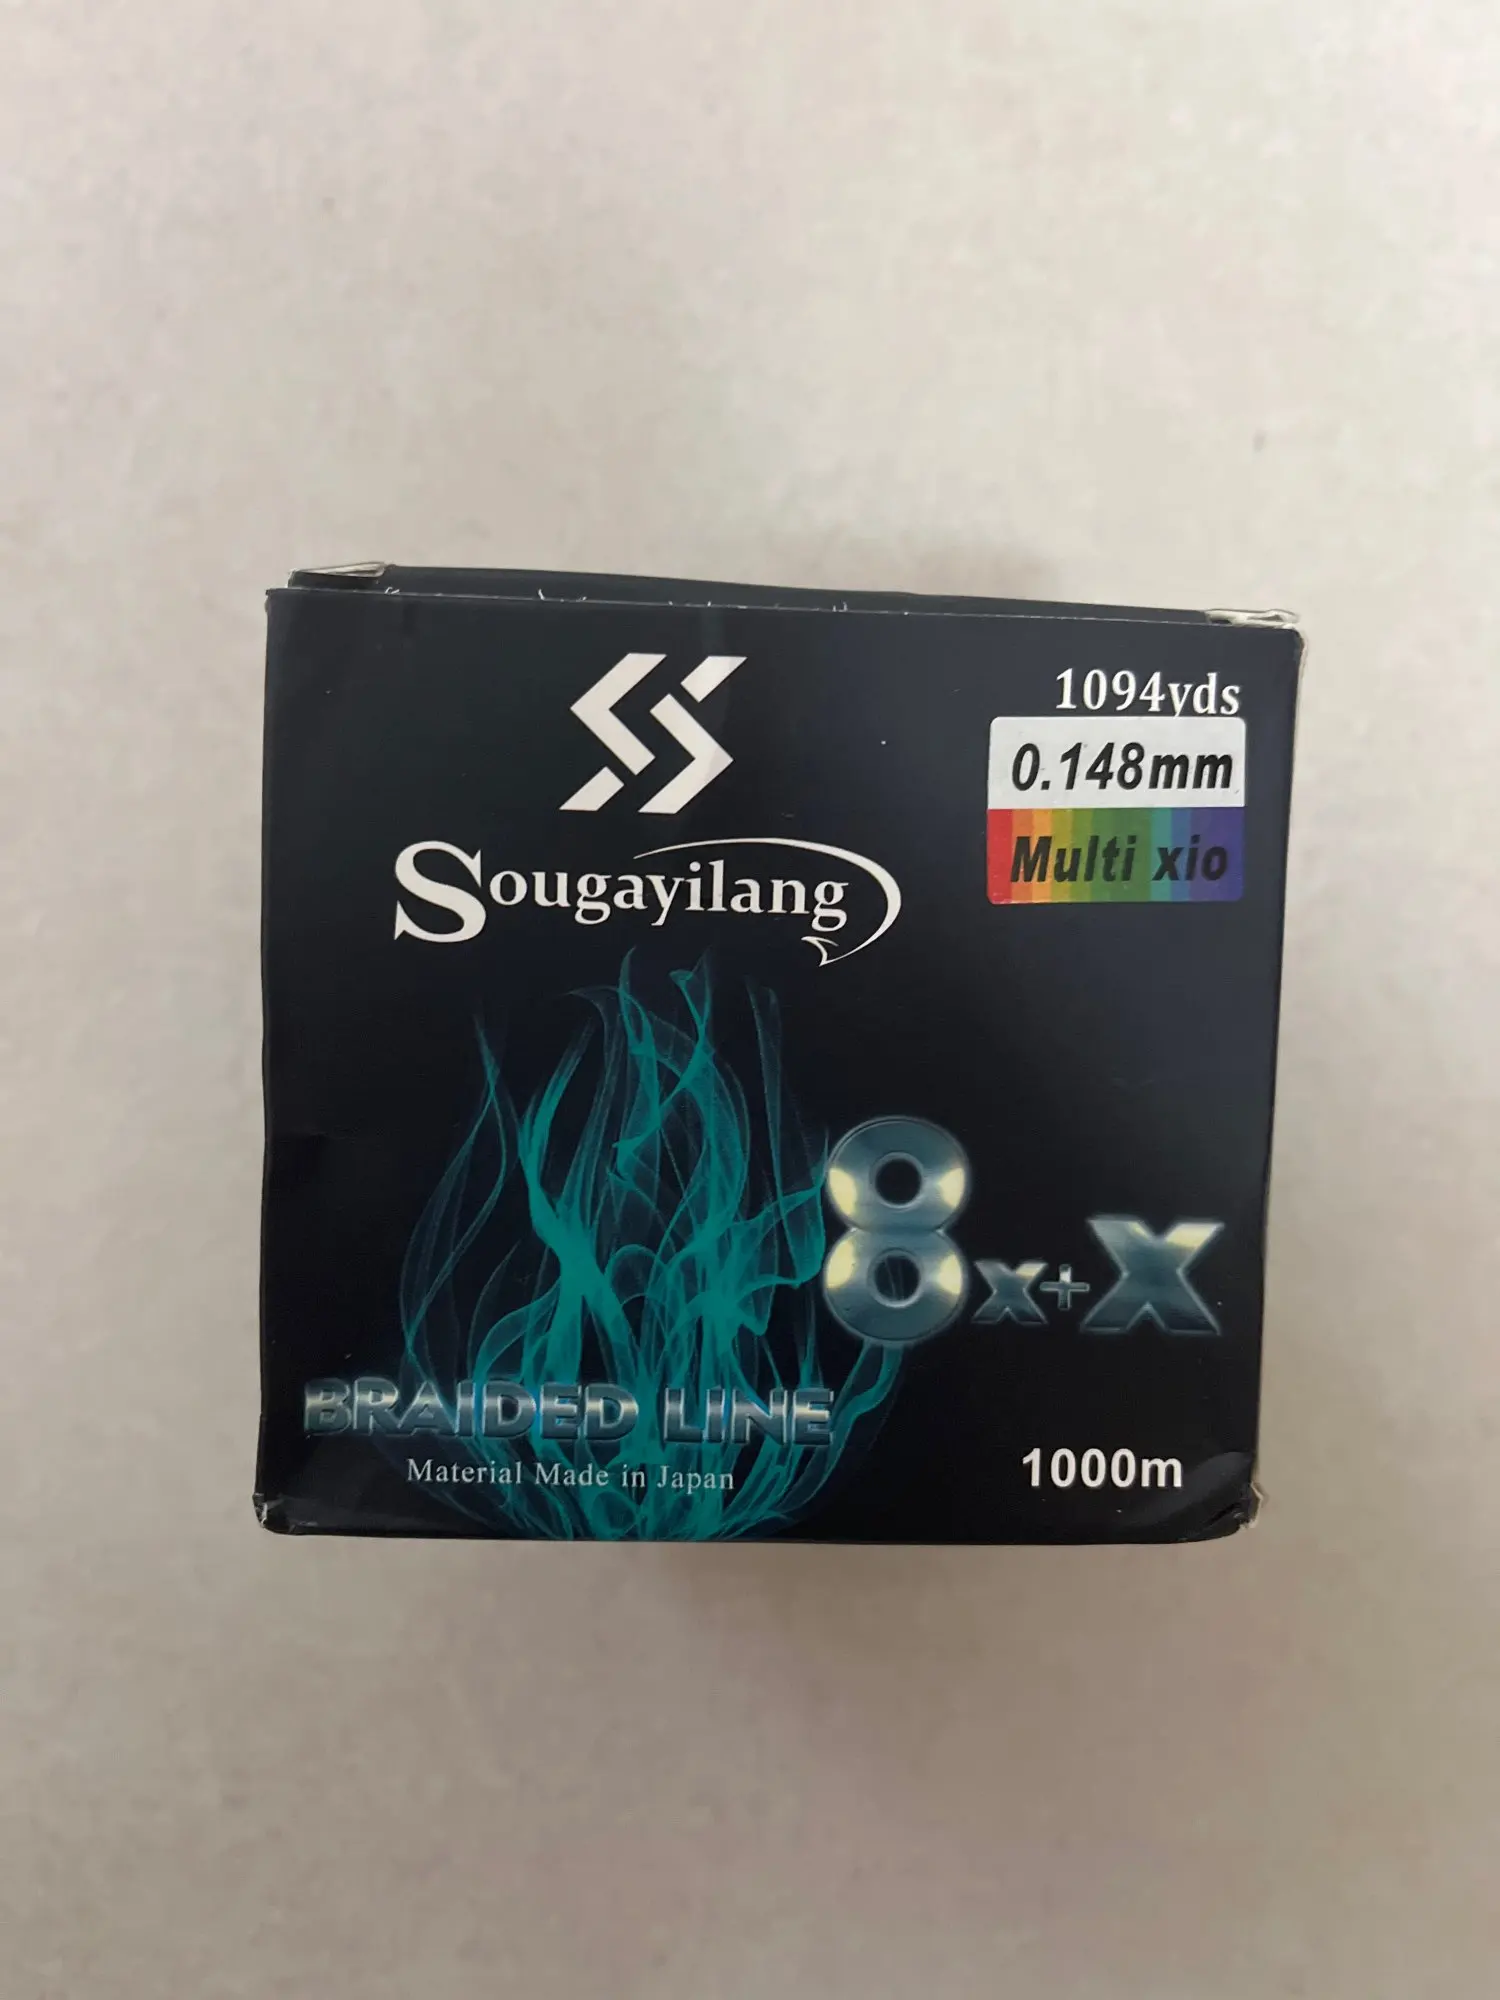 1094yds
0.148mm
Multi xio
Sougayilang
8x+X
BRAIDED LINE
Material Made in Japan
1000m